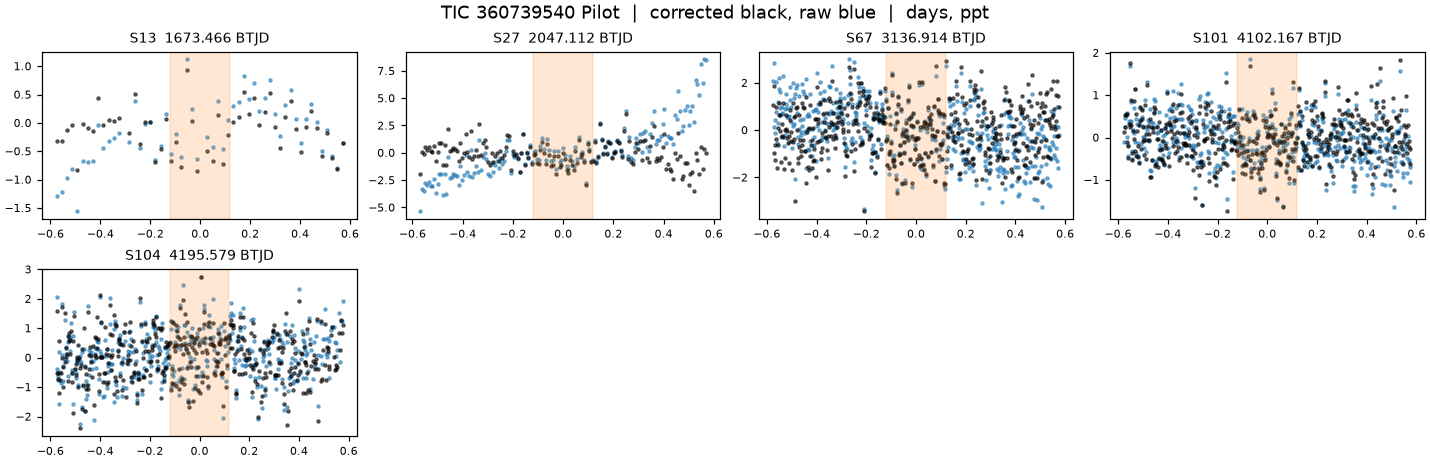 TIC 360739540 Pilot | corrected black, raw blue | days, ppt
S13 1673.466 BTJD
S27 2047.112 BTJD
S67 3136.914 BTJD
S101 4102.167 BTJD
1.0
0.5
0.0
−0.5
−1.0
−1.5
−0.6 −0.4 −0.2 0.0 0.2 0.4 0.6
7.5
5.0
2.5
0.0
−2.5
−5.0
−0.6 −0.4 −0.2 0.0 0.2 0.4 0.6
2
0
−2
−0.6 −0.4 −0.2 0.0 0.2 0.4 0.6
2
1
0
−1
−0.6 −0.4 −0.2 0.0 0.2 0.4 0.6
S104 4195.579 BTJD
3
2
1
0
−1
−2
−0.6 −0.4 −0.2 0.0 0.2 0.4 0.6